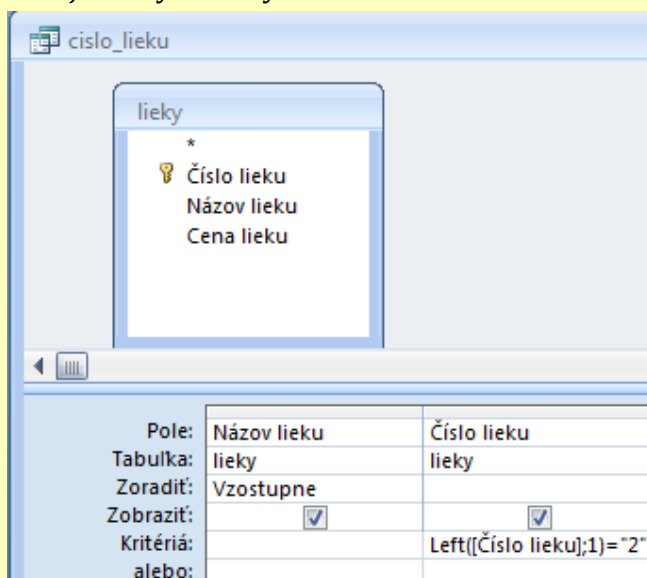 cislo_lieku
lieky
*
Číslo lieku
Názov lieku
Cena lieku
Pole: Názov lieku Číslo lieku
Tabuľka: lieky lieky
Zoradiť: Vzostupne
Zobraziť:
Kritériá: Left([Číslo lieku];1)="2"
alebo: